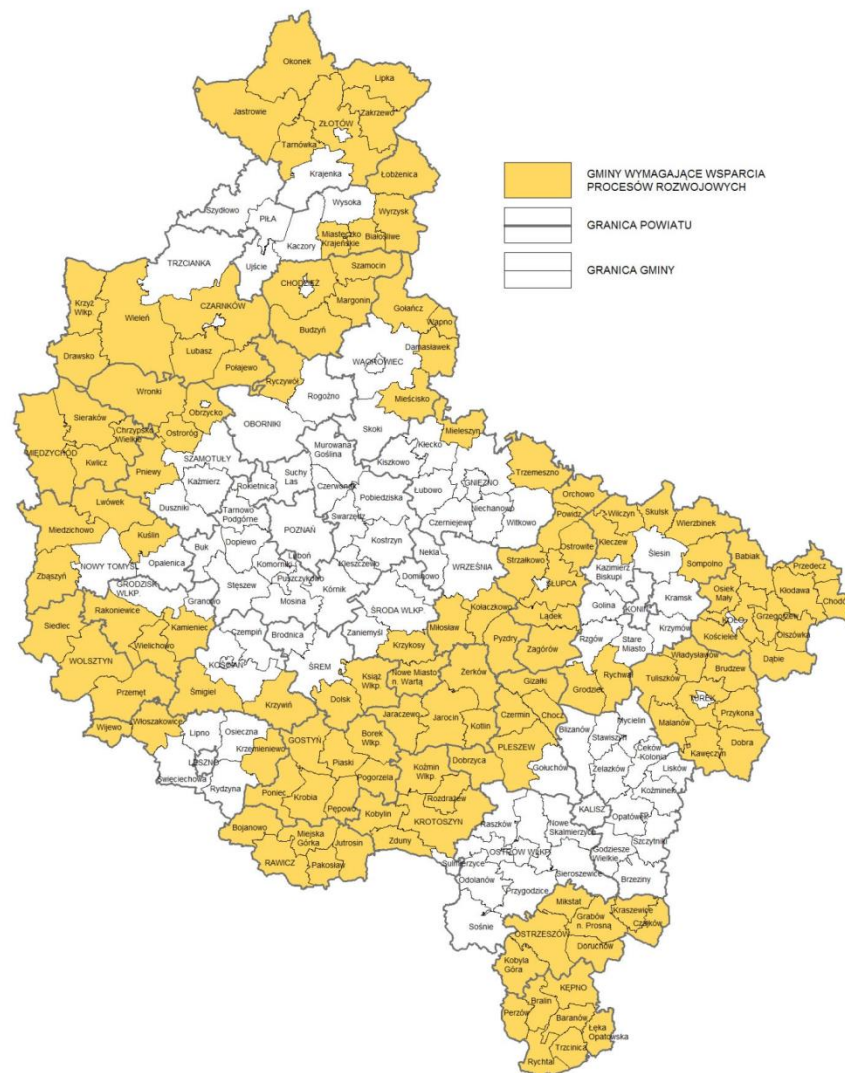 Okonek
Lipka
Jastrowie
ZŁOTÓW
Zakrzewo
Tarnówka
Krajenka
Łobżenica
GMINY WYMAGAJĄCE WSPARCIA
PROCESÓW ROZWOJOWYCH
GRANICA POWIATU
GRANICA GMINY
Szydłowo
PIŁA
Wysoka
Wyrzysk
Kaczory
Miasteczko
Krajeńskie
Białośliwe
TRZCIANKA
Ujście
Szamocin
CHODZIEŻ
Margonin
Gołańcz
Wapno
Krzyż
Wlkp.
Wieleń
CZARNKÓW
Budzyń
Damasławek
Drawsko
Lubasz
Połajewo
WĄGROWIEC
Ryczywół
Rogoźno
Mieścisko
Wronki
Obrzycko
Sieraków
Chrzypsko
Wielkie
Ostroróg
OBORNIKI
Skoki
Mieleszyn
MIĘDZYCHÓD
Kwilcz
Pniewy
SZAMOTUŁY
Murowana
Goślina
Kłecko
Kiszkowo
Kaźmierz
Rokietnica
Suchy
Las
Czerwonak
Pobiedziska
Łubowo
GNIEZNO
Trzemeszno
Lwówek
Duszniki
Tarnowo
Podgórne
Swarzędz
Niechanowo
Witkowo
Orchowo
Miedzichowo
Kuślin
POZNAŃ
Czerniejewo
Powidz
Wilczyn
Skulsk
Wierzbinek
Zbąszyń
NOWY TOMYŚL
Opalenica
Buk
Dopiewo
Luboń
Komorniki
Kostrzyn
Kleszczewo
Nekla
WRZEŚNIA
Strzałkowo
Ostrowite
Kleczew
Ślesin
Sompolno
Babiak
Przedecz
GRODZISK
WLKP.
Granowo
Stęszew
Puszczykowo
Mosina
Kórnik
Dominowo
ŚRODA WLKP.
SŁUPCA
Kazimierz
Biskupi
Osiek
Mały
Kłodawa
Chodów
Siedlec
Rakoniewice
Kamieniec
Wielichowo
Czempiń
Brodnica
Zaniemyśl
Kołaczkowo
Miłosław
Lądek
Golina
KONIN
Kramsk
KOŁO
Grzegorzew
Olszówka
WOLSZTYN
KOŚCIAN
ŚREM
Krzykosy
Pyzdry
Zagórów
Rzgów
Stare
Miasto
Krzymów
Kościelec
Dąbie
Przemęt
Śmigiel
Krzywiń
Dolsk
Książ
Wlkp.
Nowe Miasto
n. Wartą
Żerków
Gizałki
Grodziec
Rychwał
Tuliszków
Władysławów
Brudzew
Wijewo
Włoszakowice
Jaraczewo
Jarocin
Kotlin
Czermin
Chocz
TUREK
Przykona
Malanów
Lipno
Osieczna
Krzemieniewo
GOSTYŃ
Borek
Wlkp.
PLESZEW
Blizanów
Mycielin
Stawiszyn
Kawęczyn
Dobra
LESZNO
Święciechowa
Piaski
Pogorzela
Koźmin
Wlkp.
Dobrzyca
Gołuchów
Żelazków
Ceków
Kolonia
Lisków
Rydzyna
Poniec
Krobia
Pępowo
Rozdrażew
KALISZ
Koźminek
Bojanowo
Miejska
Górka
Kobylin
KROTOSZYN
Raszków
Nowe
Skalmierzyce
Opatówek
Szczytniki
RAWICZ
Pakosław
Jutrosin
Zduny
Sulmierzyce
OSTRÓW WLKP.
Godziesze
Wielkie
Odolanów
Przygodzice
Sieroszewice
Brzeziny
Sośnie
Mikstat
Kraszewice
Grabów
n. Prosną
Czajków
OSTRZESZÓW
Doruchów
Kobyla
Góra
KĘPNO
Bralin
Perzów
Baranów
Łęka
Opatowska
Trzcinica
Rychtal